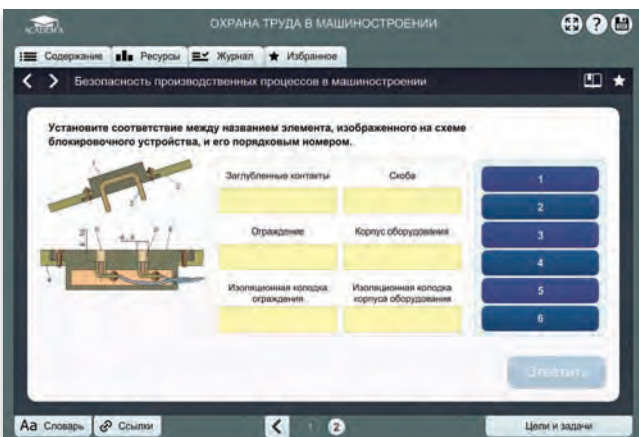 ACADEMA
ОХРАНА ТРУДА В МАШИНОСТРОЕНИИ
?
Содержание Ресурсы Журнал Избранное
Безопасность производственных процессов в машиностроении
Установите соответствие между названием элемента, изображенного на схеме
блокировочного устройства, и его порядковым номером.
Заглубленные контакты Скоба
Ограждение Корпус оборудования
Изоляционная колодка
ограждения
Изоляционная колодка
корпуса оборудования
1
2
3
4
5
6
Ответить
Аа Словарь Ссылки
1 2
Цели и задачи